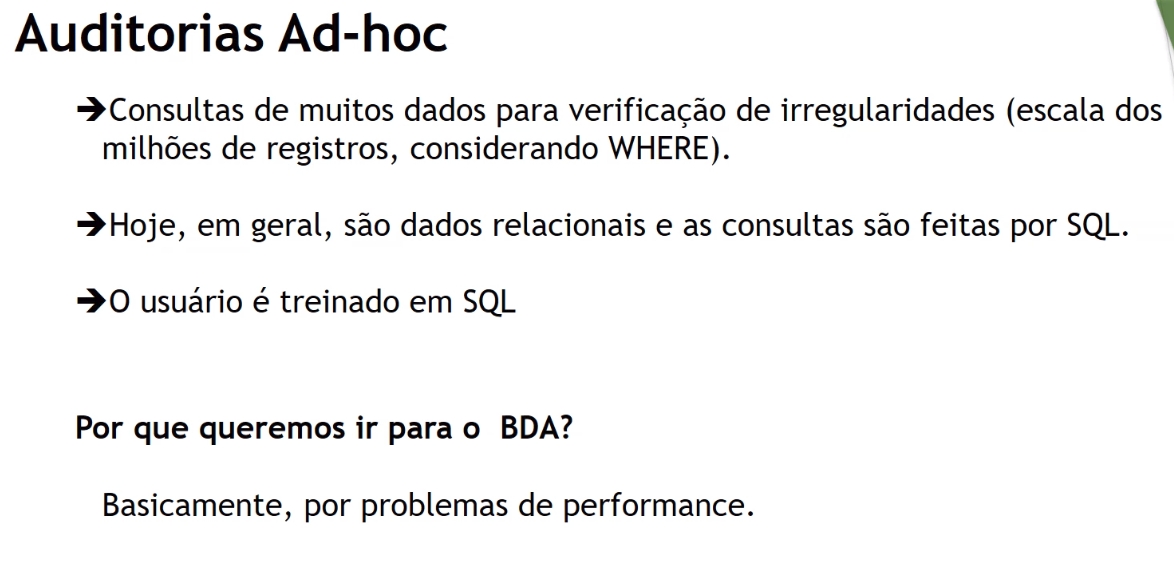 Auditorias Ad-hoc
➔Consultas de muitos dados para verificação de irregularidades (escala dos
milhões de registros, considerando WHERE).
➔Hoje, em geral, são dados relacionais e as consultas são feitas por SQL.
➔O usuário é treinado em SQL
Por que queremos ir para o  BDA?
Basicamente, por problemas de performance.